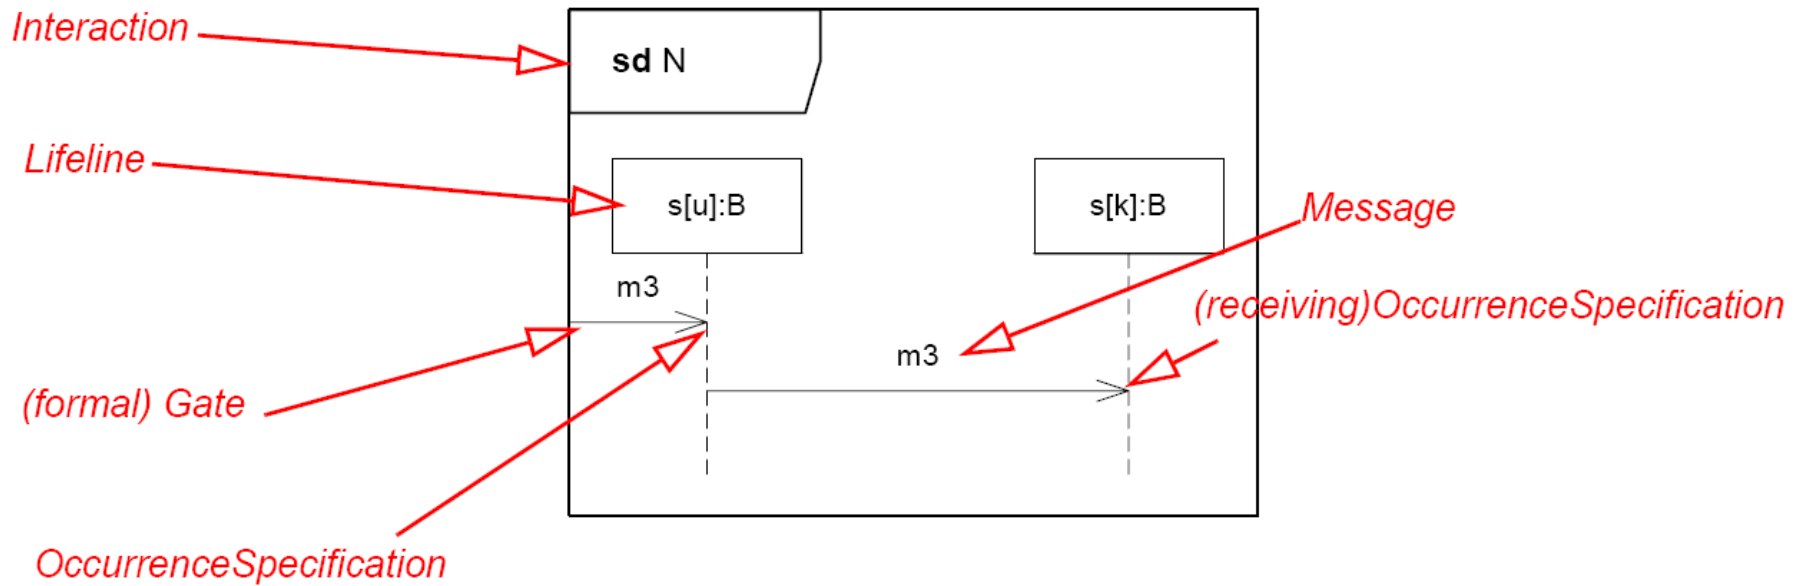 Interaction
sd N
Lifeline
s[u]:B
s[k]:B
Message
m3
(receiving)OccurrenceSpecification
m3
(formal) Gate
OccurrenceSpecification